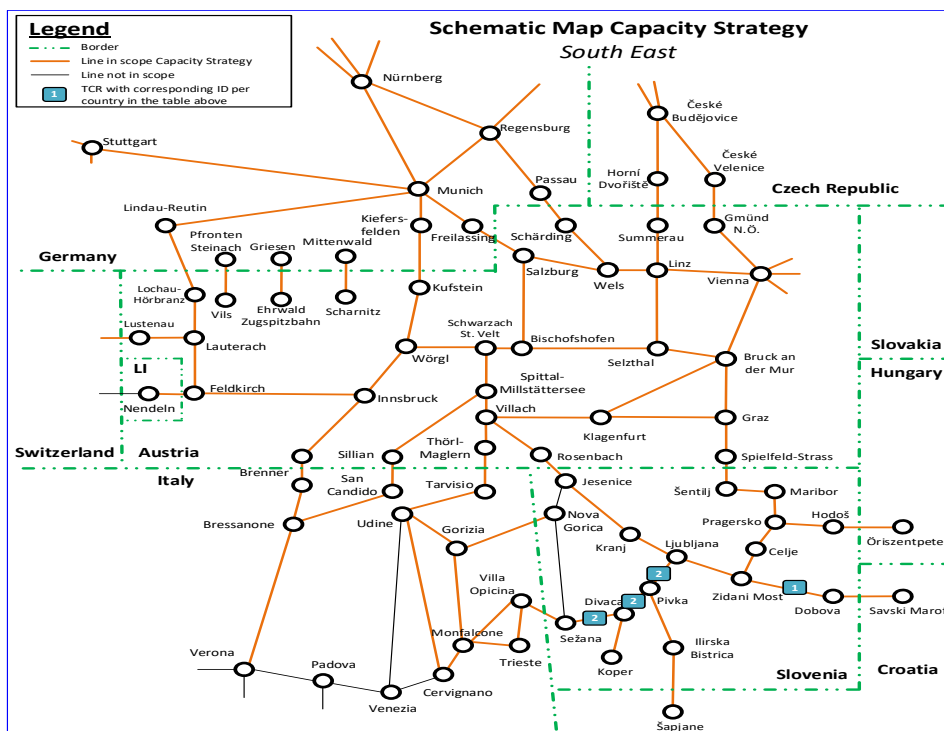 Legend
Border
Line in scope Capacity Strategy
Line not in scope
1
TCR with corresponding ID per
country in the table above
Schematic Map Capacity Strategy
South East
Nürnberg
Regensburg
České
Budějovice
Stuttgart
České
Velenice
Horní
Dvořiště
Passau
Munich
Czech Republic
Lindau-Reutin
Pfronten
Steinach
Griesen
Mittenwald
Kiefers-
felden
Freilassing
Schärding
Summerau
Gmünd
N.Ö.
Germany
Salzburg
Wels
Linz
Vienna
Lochau-
Hörbranz
Vils
Ehrwald
Zugspitzbahn
Scharnitz
Kufstein
Lustenau
Lauterach
Wörgl
Schwarzach
St. Velt
Bischofshofen
Selzthal
Bruck an
der Mur
Slovakia
Hungary
LI
Nendeln
Feldkirch
Innsbruck
Spittal-
Millstättersee
Villach
Klagenfurt
Graz
Switzerland
Austria
Italy
Brenner
Sillian
Thörl-
Maglern
Rosenbach
Spielfeld-Strass
San
Candido
Tarvisio
Jesenice
Šentilj
Maribor
Bressanone
Udine
Gorizia
Nova
Gorica
Kranj
Ljubljana
Pragersko
Hodoš
Öriszentpeter
Celje
Villa
Opicina
Divaca
2
2
2
Pivka
Zidani Most
1
Dobova
Savski Marof
Monfalcone
Trieste
Sežana
Koper
Ilirska
Bistrica
Verona
Padova
Venezia
Cervignano
Slovenia
Croatia
Šapjane